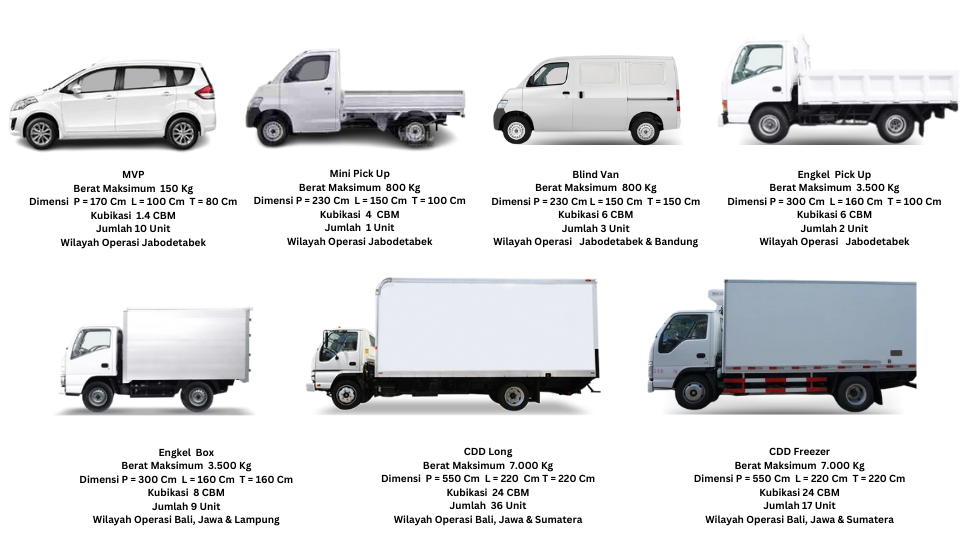 MVP
Berat Maksimum 150 Kg
Dimensi P = 170 Cm L = 100 Cm T = 80 Cm
Kubikasi 1.4 CBM
Jumlah 10 Unit
Wilayah Operasi Jabodetabek
Mini Pick Up
Berat Maksimum 800 Kg
Dimensi P = 230 Cm L = 150 Cm T = 100 Cm
Kubikasi 4 CBM
Jumlah 1 Unit
Wilayah Operasi Jabodetabek
Blind Van
Berat Maksimum 800 Kg
Dimensi P = 230 Cm L = 150 Cm T = 150 Cm
Kubikasi 6 CBM
Jumlah 3 Unit
Wilayah Operasi Jabodetabek & Bandung
Engkel Pick Up
Berat Maksimum 3.500 Kg
Dimensi P = 300 Cm L = 160 Cm T = 100 Cm
Kubikasi 6 CBM
Jumlah 2 Unit
Wilayah Operasi Jabodetabek
Engkel Box
Berat Maksimum 3.500 Kg
Dimensi P = 300 Cm L = 160 Cm T = 160 Cm
Kubikasi 8 CBM
Jumlah 9 Unit
Wilayah Operasi Bali, Jawa & Lampung
CDD Long
Berat Maksimum 7.000 Kg
Dimensi P = 550 Cm L = 220 Cm T = 220 Cm
Kubikasi 24 CBM
Jumlah 36 Unit
Wilayah Operasi Bali, Jawa & Sumatera
CDD Freezer
Berat Maksimum 7.000 Kg
Dimensi P = 550 Cm L = 220 Cm T = 220 Cm
Kubikasi 24 CBM
Jumlah 17 Unit
Wilayah Operasi Bali, Jawa & Sumatera